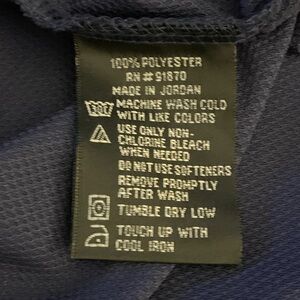 100% POLYESTER
RN # 91870
MADE IN JORDAN
MACHINE WASH COLD
WITH LIKE COLORS
USE ONLY NON-
CHLORINE BLEACH
WHEN NEEDED
DO NOT USE SOFTENERS
REMOVE PROMPTLY
AFTER WASH
TUMBLE DRY LOW
TOUCH UP WITH
COOL IRON